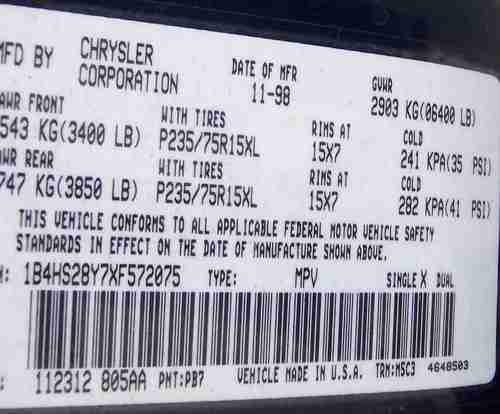 MFD BY CHRYSLER CORPORATION DATE OF MFR 11-98 GVWR 2903 KG(06400 LB)
AWR FRONT WITH TIRES RIMS AT COLD
543 KG(3400 LB) P235/75R15XL 15X7 241 KPA(35 PSI)
WR REAR WITH TIRES RIMS AT COLD
747 KG(3850 LB) P235/75R15XL 15X7 282 KPA(41 PSI)
THIS VEHICLE CONFORMS TO ALL APPLICABLE FEDERAL MOTOR VEHICLE SAFETY
STANDARDS IN EFFECT ON THE DATE OF MANUFACTURE SHOWN ABOVE.
: 1B4HS28Y7XF572075 TYPE: MPV SINGLE X DUAL
: 112312 805AA PNT:PB7 VEHICLE MADE IN U.S.A. TRM:MSC3 4648503